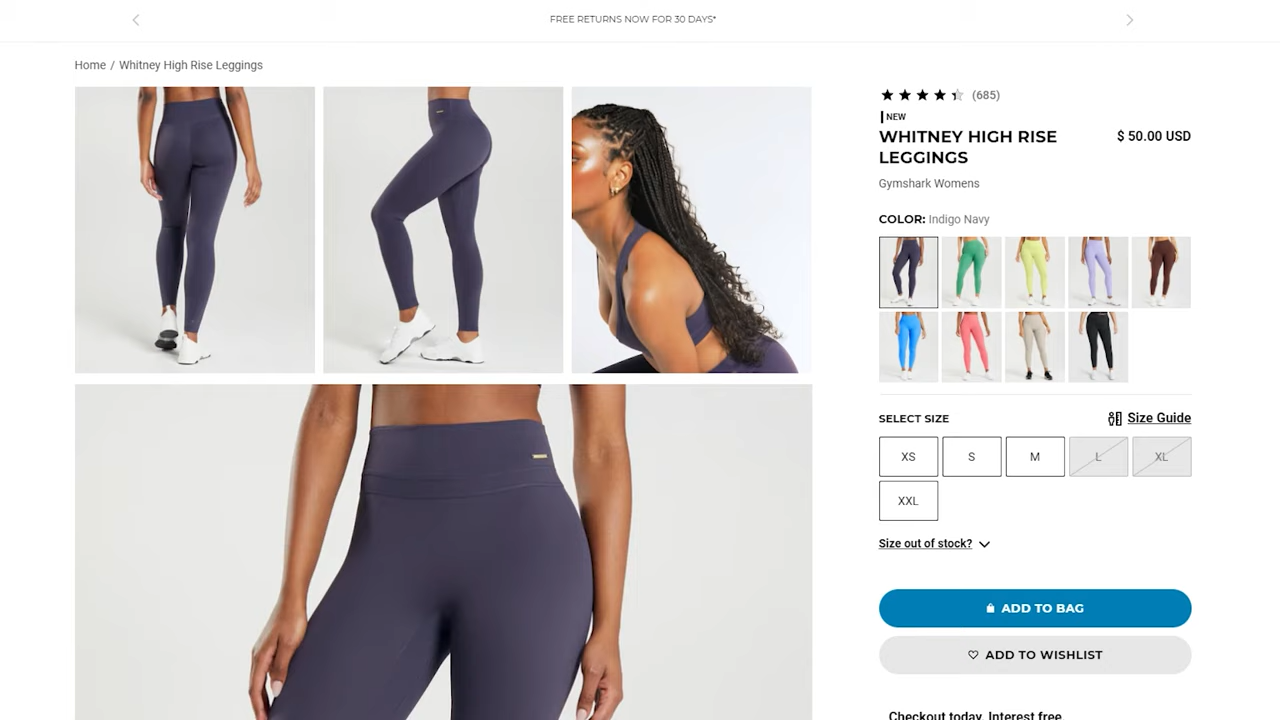 FREE RETURNS NOW FOR 30 DAYS*
Home / Whitney High Rise Leggings
(685)
NEW
WHITNEY HIGH RISE
LEGGINGS
$ 50.00 USD
Gymshark Womens
COLOR: Indigo Navy
SELECT SIZE
Size Guide
XS
S
M
L
XL
XXL
Size out of stock?
ADD TO BAG
ADD TO WISHLIST
Checkout today. Interest free